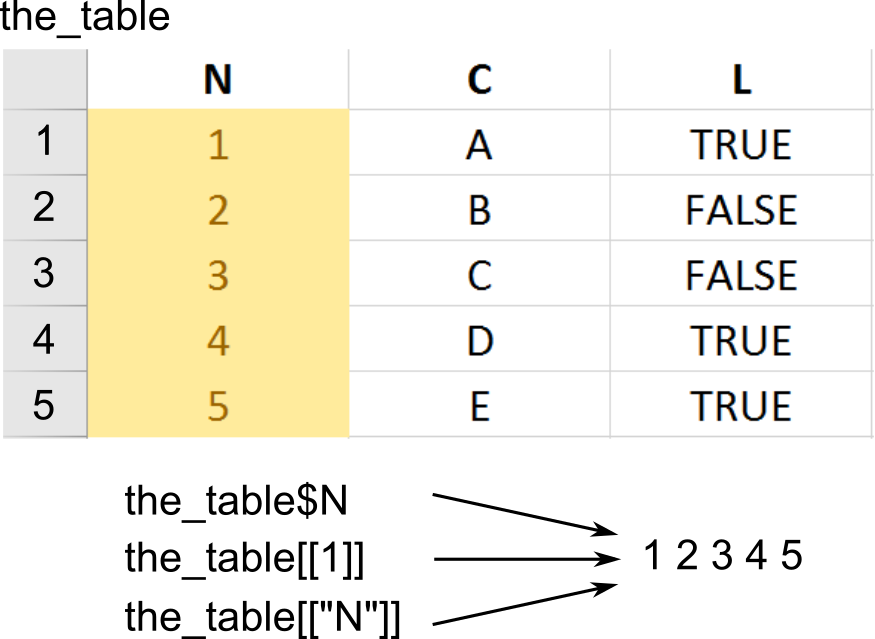 the_table
N C L
1 1 A TRUE
2 2 B FALSE
3 3 C FALSE
4 4 D TRUE
5 5 E TRUE
the_table$N
the_table[[1]] 1 2 3 4 5
the_table[["N"]]